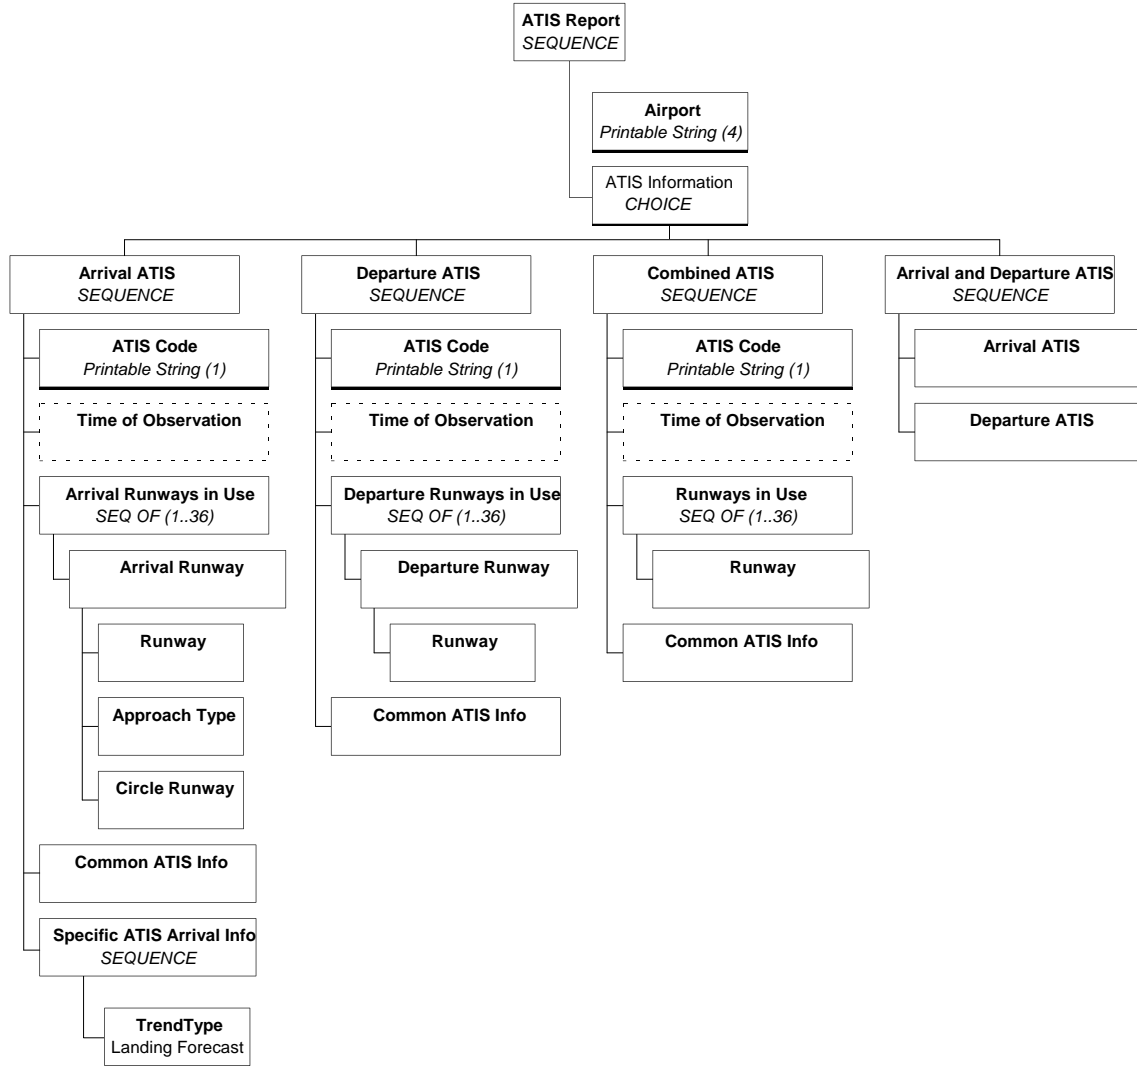 ATIS Report
SEQUENCE
Airport
Printable String (4)
ATIS Information
CHOICE
Arrival ATIS
SEQUENCE
ATIS Code
Printable String (1)
Time of Observation
Arrival Runways in Use
SEQ OF (1..36)
Arrival Runway
Runway
Approach Type
Circle Runway
Common ATIS Info
Specific ATIS Arrival Info
SEQUENCE
TrendType
Landing Forecast
Departure ATIS
SEQUENCE
ATIS Code
Printable String (1)
Time of Observation
Departure Runways in Use
SEQ OF (1..36)
Departure Runway
Runway
Common ATIS Info
Combined ATIS
SEQUENCE
ATIS Code
Printable String (1)
Time of Observation
Runways in Use
SEQ OF (1..36)
Runway
Common ATIS Info
Arrival and Departure ATIS
SEQUENCE
Arrival ATIS
Departure ATIS